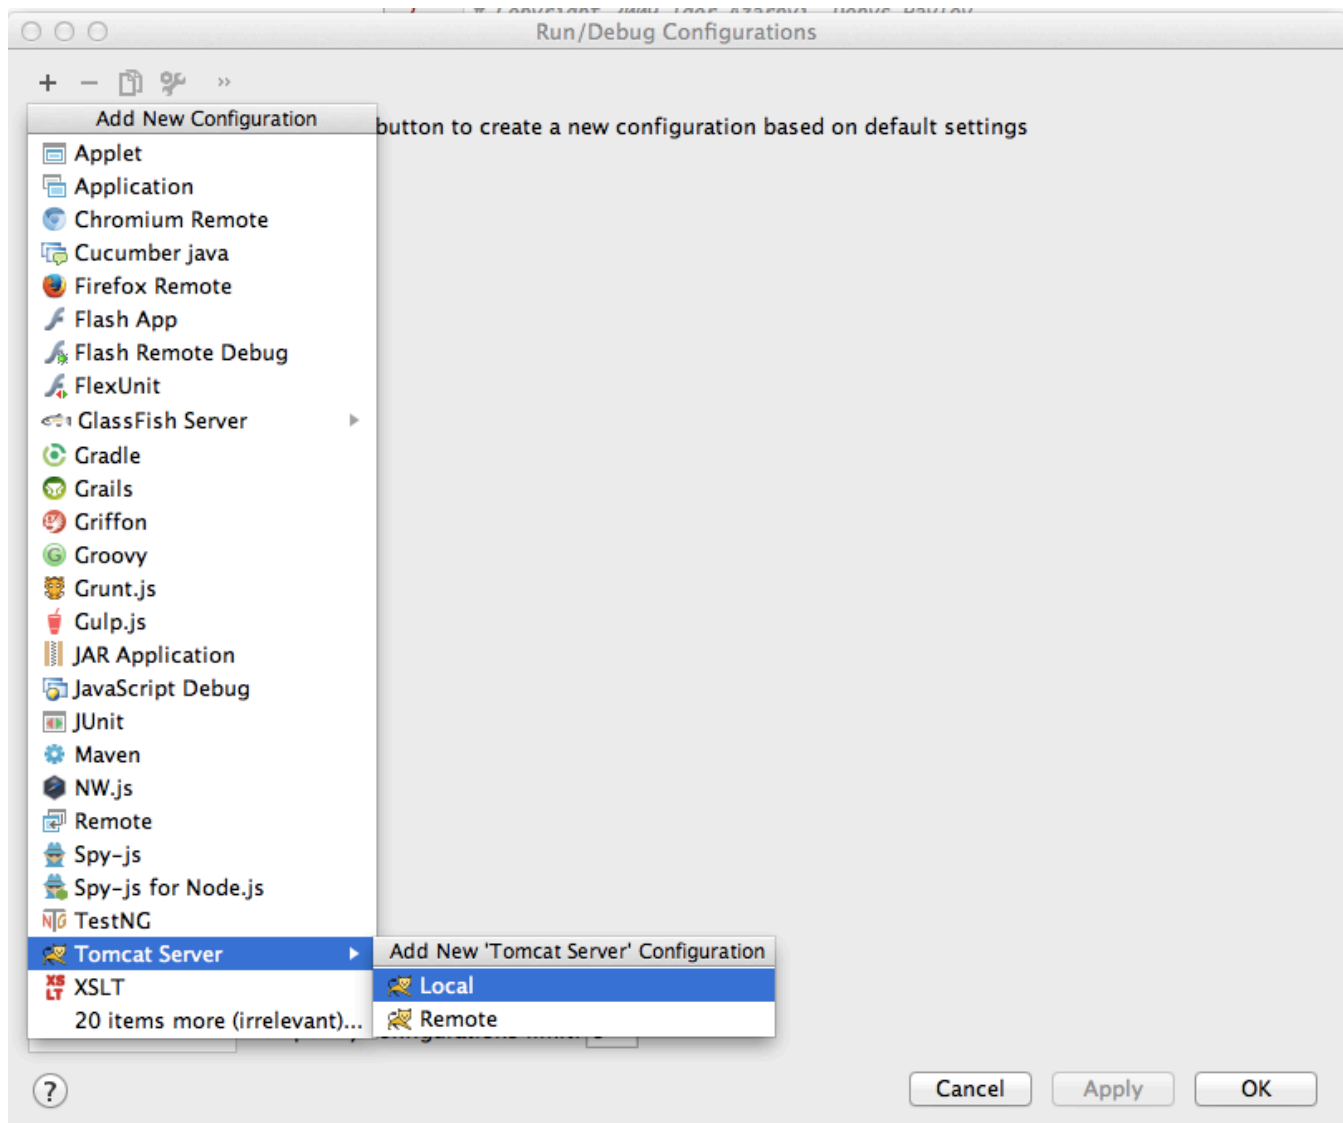 Run/Debug Configurations
Add New Configuration
button to create a new configuration based on default settings
Applet
Application
Chromium Remote
Cucumber java
Firefox Remote
Flash App
Flash Remote Debug
FlexUnit
GlassFish Server
Gradle
Grails
Griffon
Groovy
Grunt.js
Gulp.js
JAR Application
JavaScript Debug
JUnit
Maven
NW.js
Remote
Spy-js
Spy-js for Node.js
TestNG
Tomcat Server
Add New 'Tomcat Server' Configuration
XSLT
Local
20 items more (irrelevant)...
Remote
Cancel
Apply
OK